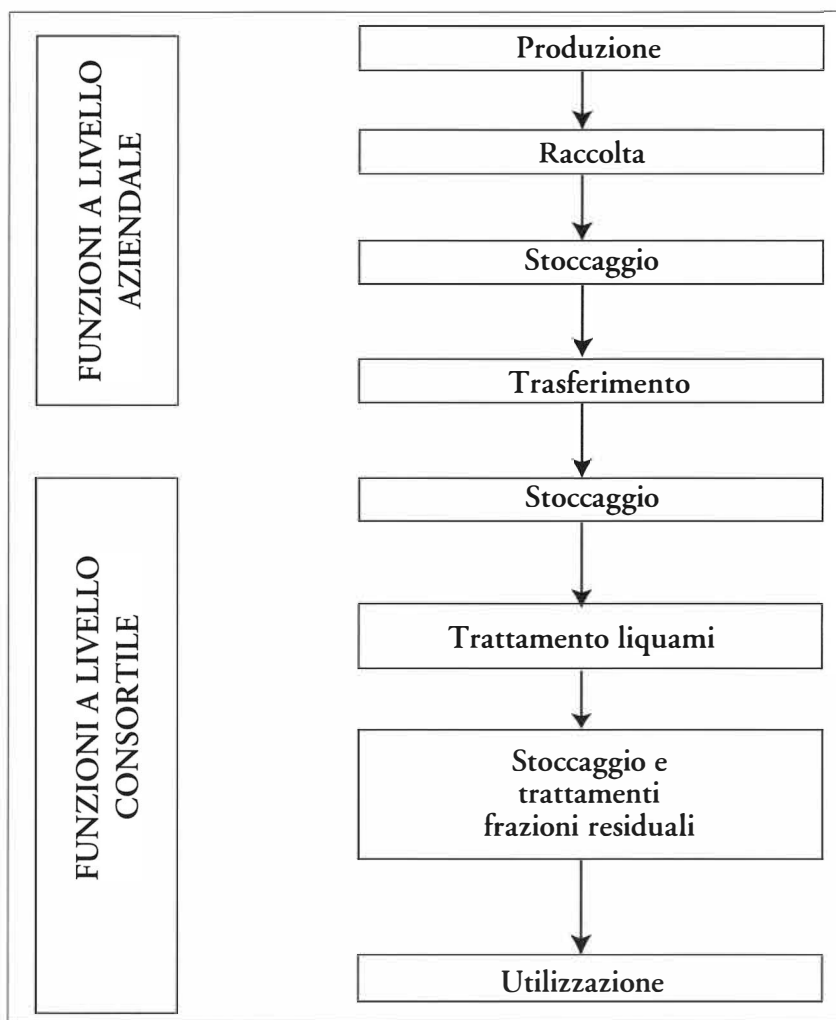 FUNZIONI A LIVELLO
AZIENDALE
Produzione
Raccolta
Stoccaggio
Trasferimento
FUNZIONI A LIVELLO
CONSORTILE
Stoccaggio
Trattamento liquami
Stoccaggio e
trattamenti
frazioni residuali
Utilizzazione